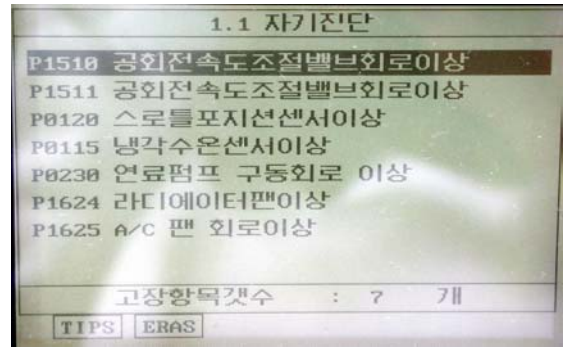 1.1 자기진단
P1510 공회전속도조절밸브회로이상
P1511 공회전속도조절밸브회로이상
P0120 스로틀포지션센서이상
P0115 냉각수온센서이상
P0230 연료펌프 구동회로 이상
P1624 라디에이터팬이상
P1625 A/C 팬 회로이상
고장항목갯수 : 7 개
TIPS ERAS